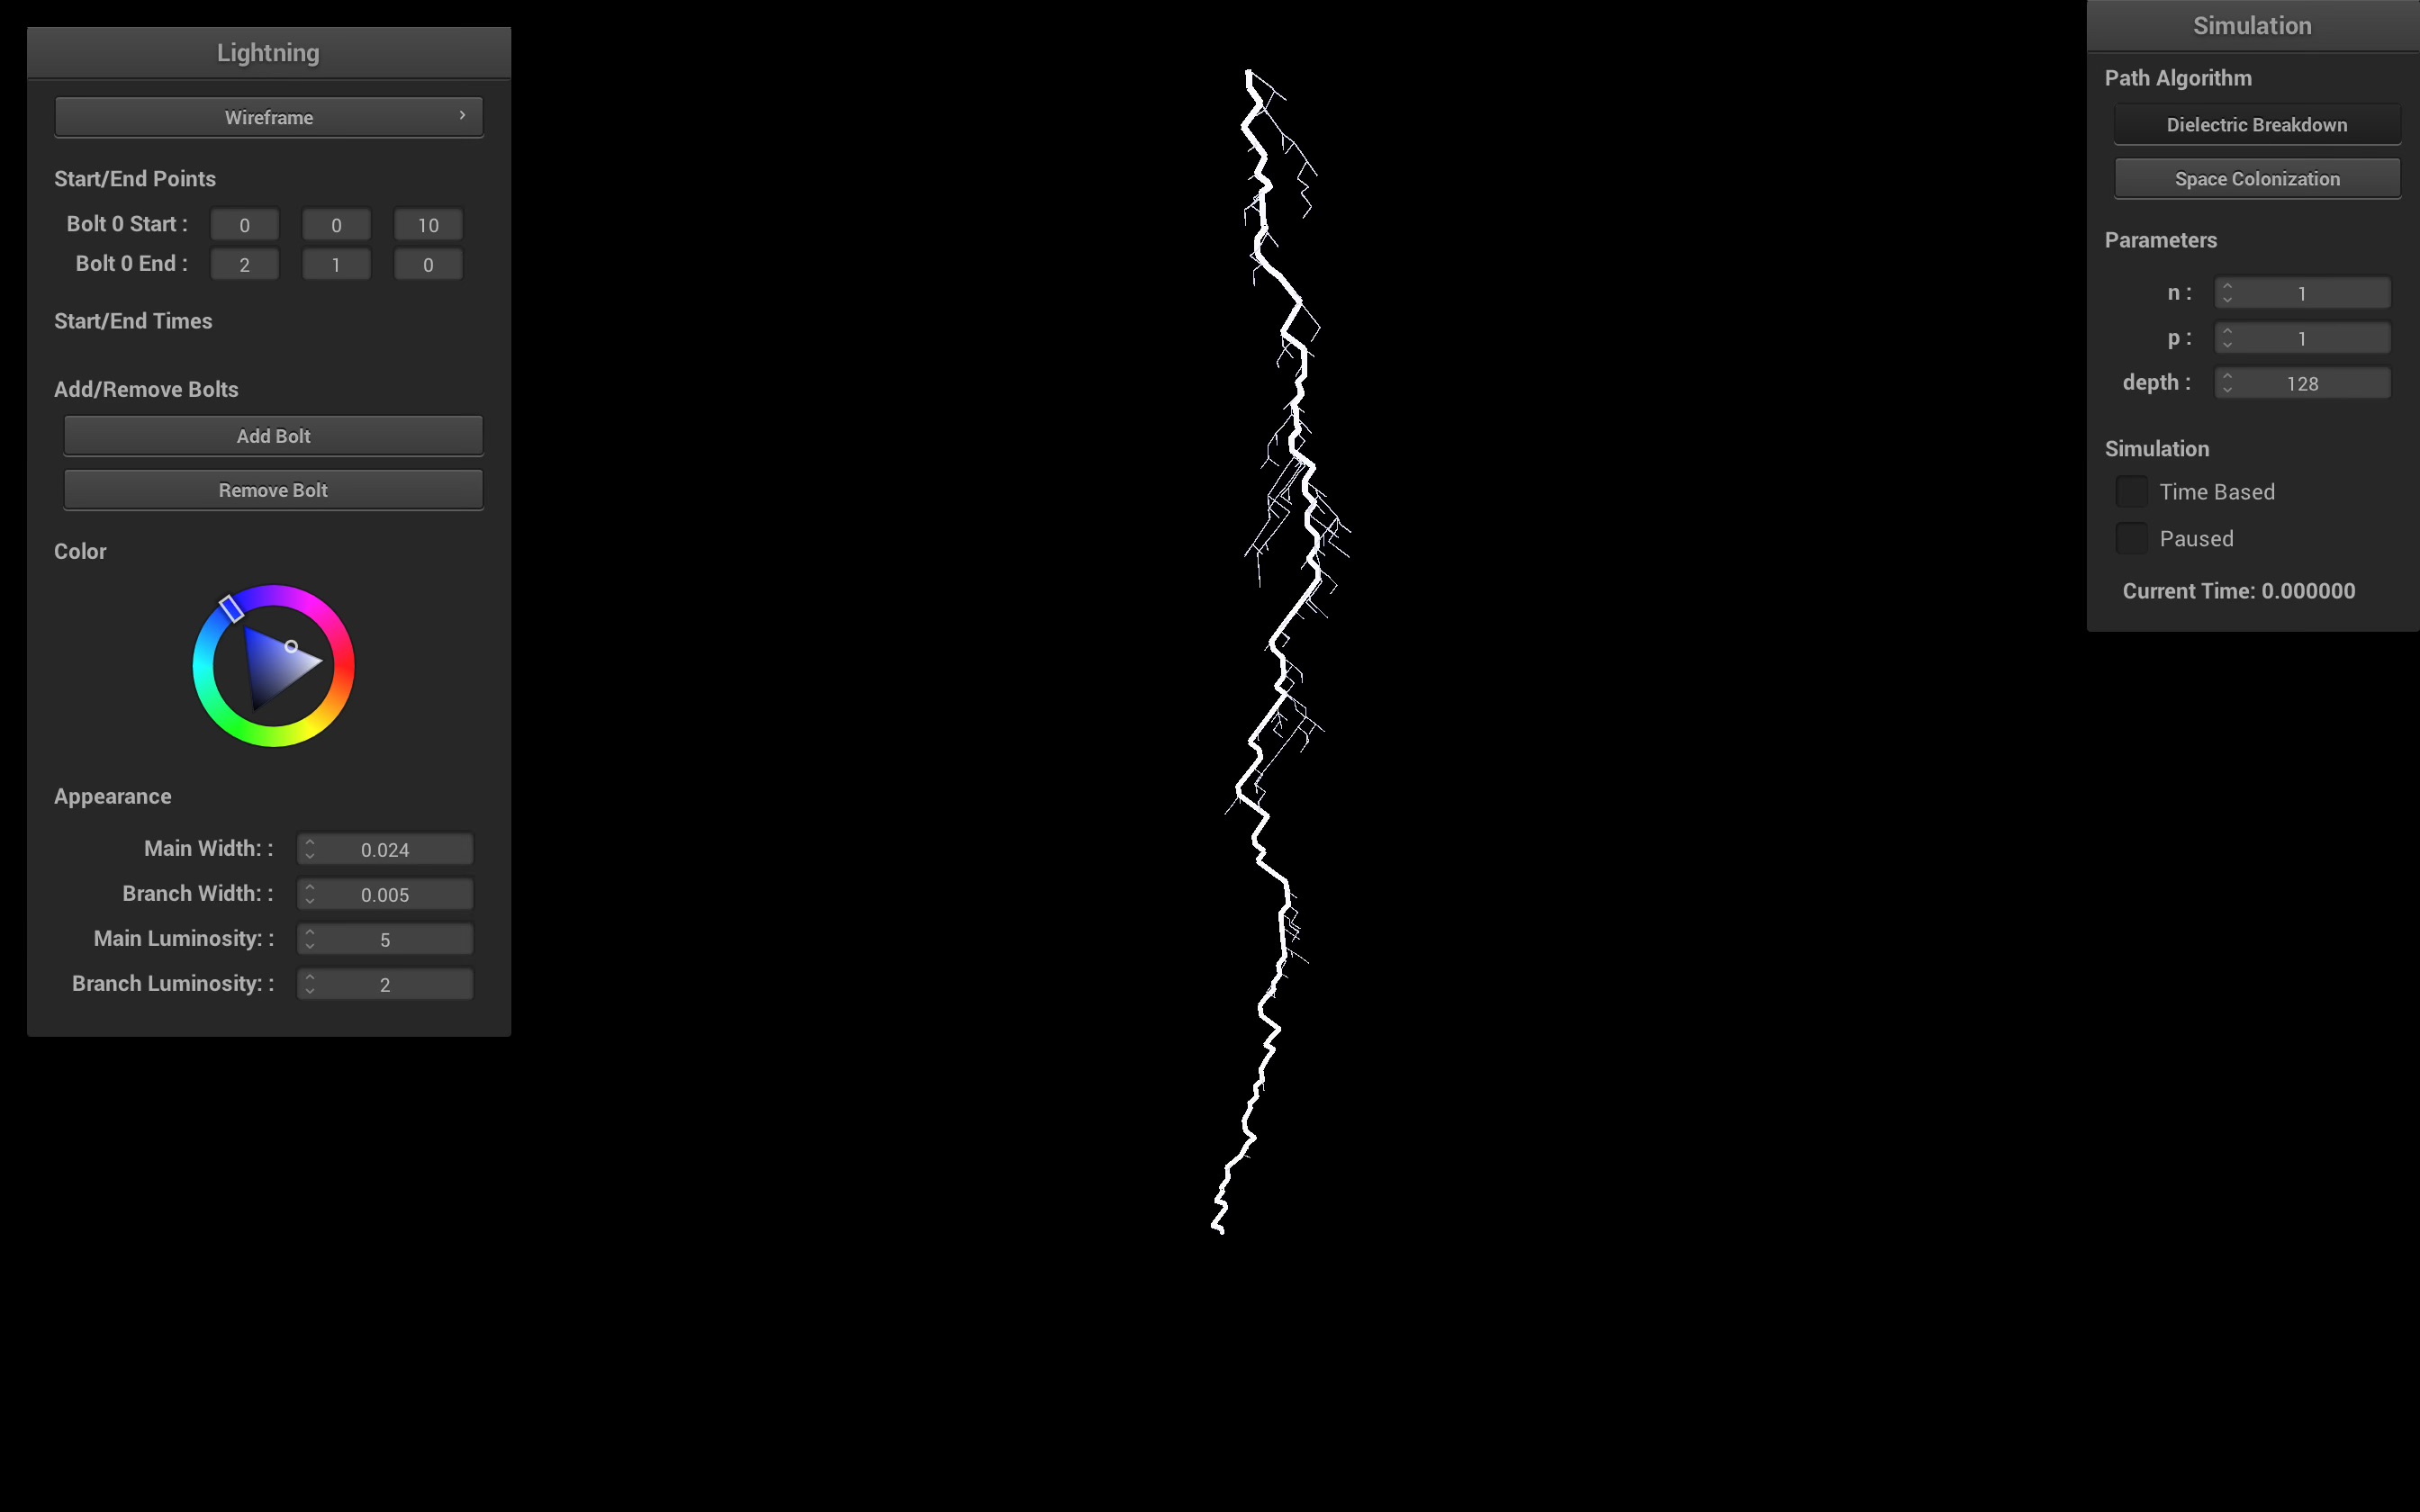 Lightning
Wireframe ›
Start/End Points
Bolt 0 Start : 0 0 10
Bolt 0 End : 2 1 0
Start/End Times
Add/Remove Bolts
Add Bolt
Remove Bolt
Color
Appearance
Main Width: : 0.024
Branch Width: : 0.005
Main Luminosity: : 5
Branch Luminosity: : 2
Simulation
Path Algorithm
Dielectric Breakdown
Space Colonization
Parameters
n : 1
p : 1
depth : 128
Simulation
Time Based
Paused
Current Time: 0.000000